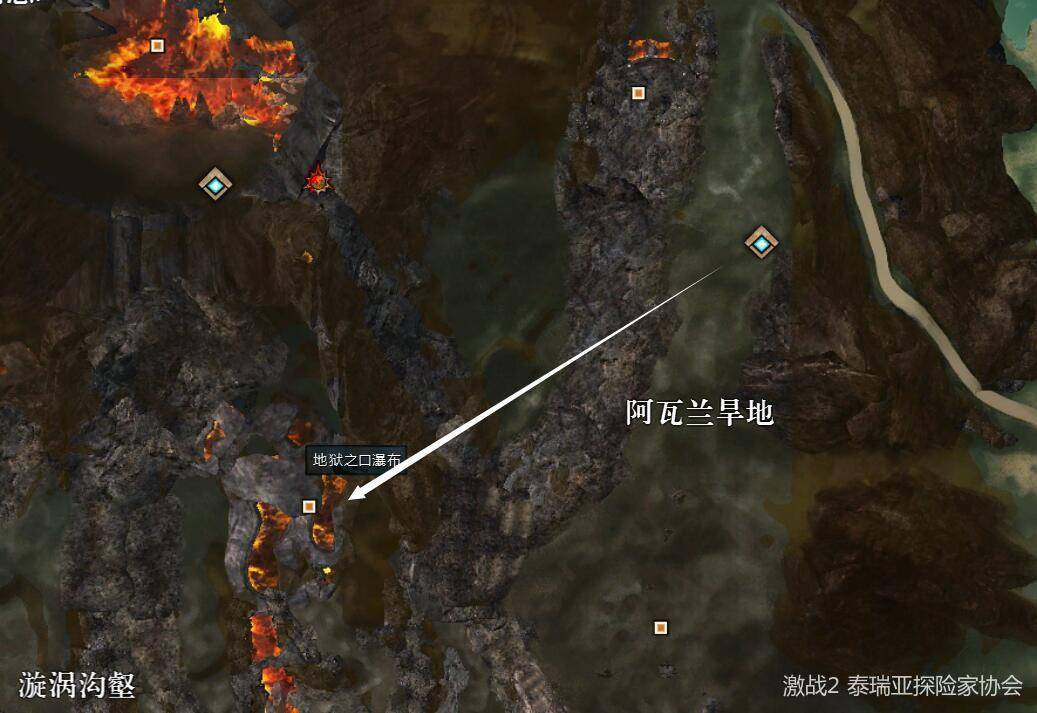 阿瓦兰旱地
地狱之口瀑布
漩涡沟壑
激战2 泰瑞亚探险家协会